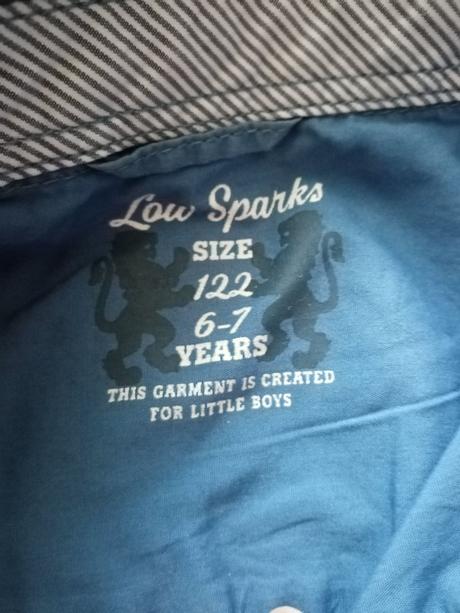 Low Sparks
SIZE
122
6-7
YEARS
THIS GARMENT IS CREATED
FOR LITTLE BOYS